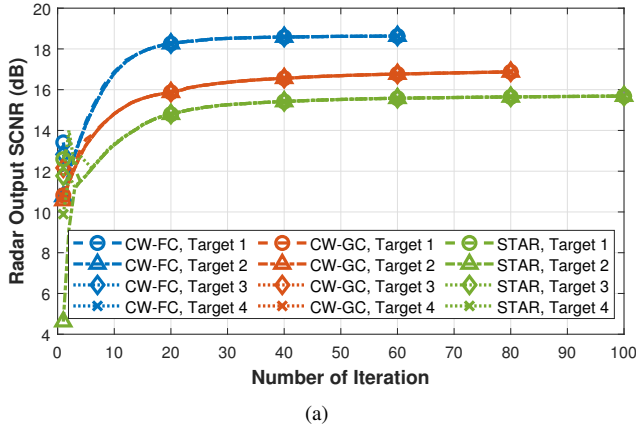 20
18
16
14
12
10
8
6
4
Radar Output SCNR (dB)
CW-FC, Target 1 CW-GC, Target 1 STAR, Target 1
CW-FC, Target 2 CW-GC, Target 2 STAR, Target 2
CW-FC, Target 3 CW-GC, Target 3 STAR, Target 3
CW-FC, Target 4 CW-GC, Target 4 STAR, Target 4
0 10 20 30 40 50 60 70 80 90 100
Number of Iteration
(a)